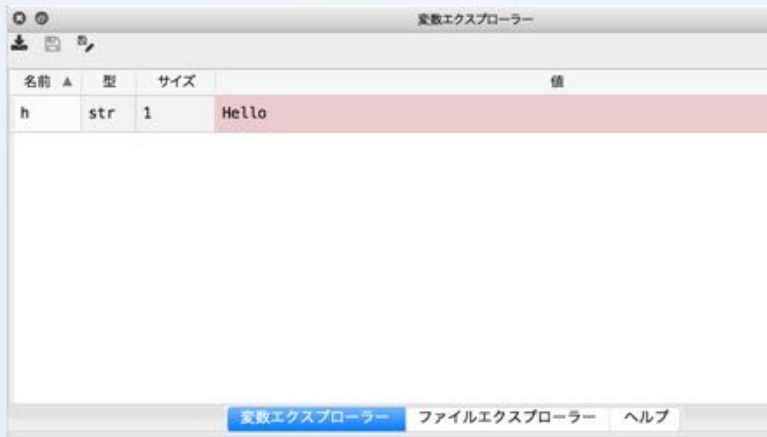 変数エクスプローラー
名前 型 サイズ 値
h str 1 Hello
変数エクスプローラー ファイルエクスプローラー ヘルプ